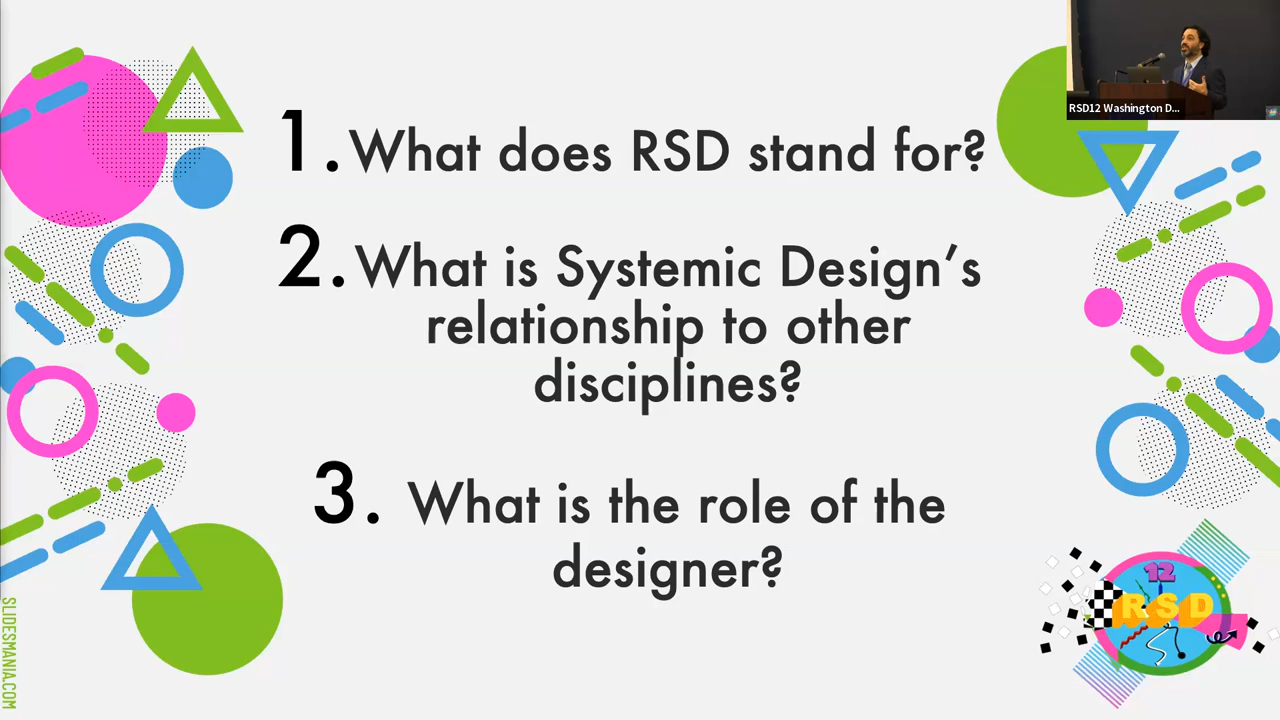 RSD12 Washington D...
1. What does RSD stand for?
2. What is Systemic Design’s
relationship to other
disciplines?
3. What is the role of the
designer?
12
RSD
SLIDESMANIA.COM